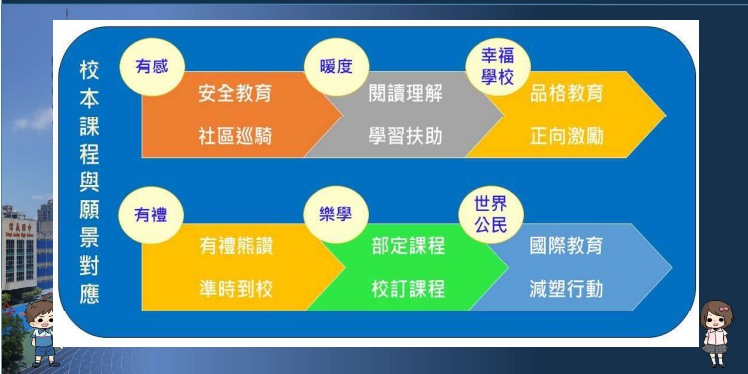 校本課程與願景對應
有感
安全教育
社區巡騎
暖度
閱讀理解
學習扶助
幸福
學校
品格教育
正向激勵
有禮
有禮熊讚
準時到校
樂學
部定課程
校訂課程
世界
公民
國際教育
減塑行動